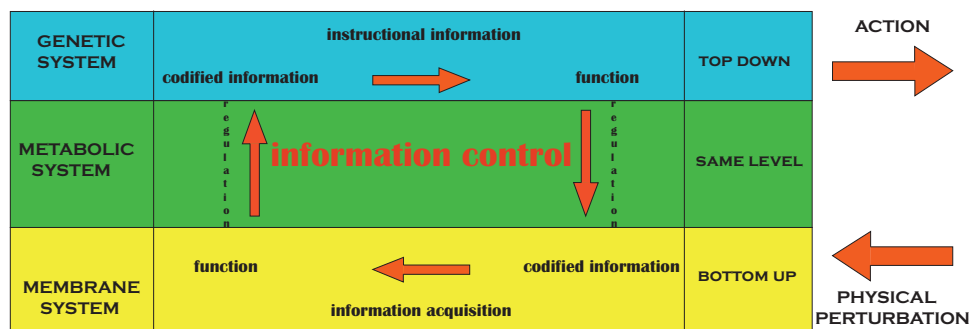 GENETIC
SYSTEM
instructional information
codified information
function
TOP DOWN
ACTION
METABOLIC
SYSTEM
regulation
information control
regulation
SAME LEVEL
MEMBRANE
SYSTEM
function
codified information
information acquisition
BOTTOM UP
PHYSICAL
PERTURBATION